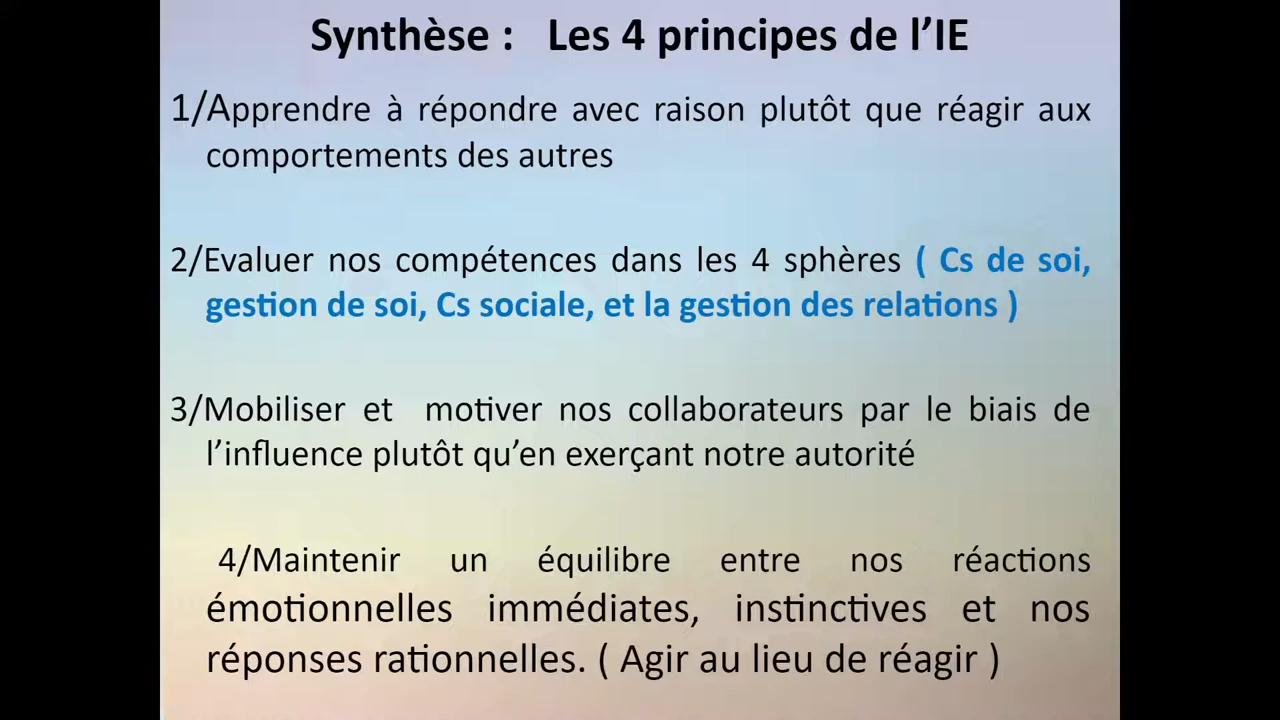 Synthèse : Les 4 principes de l’IE
1/Apprendre à répondre avec raison plutôt que réagir aux
comportements des autres
2/Evaluer nos compétences dans les 4 sphères ( Cs de soi,
gestion de soi, Cs sociale, et la gestion des relations )
3/Mobiliser et motiver nos collaborateurs par le biais de
l’influence plutôt qu’en exerçant notre autorité
4/Maintenir un équilibre entre nos réactions
émotionnelles immédiates, instinctives et nos
réponses rationnelles. ( Agir au lieu de réagir )